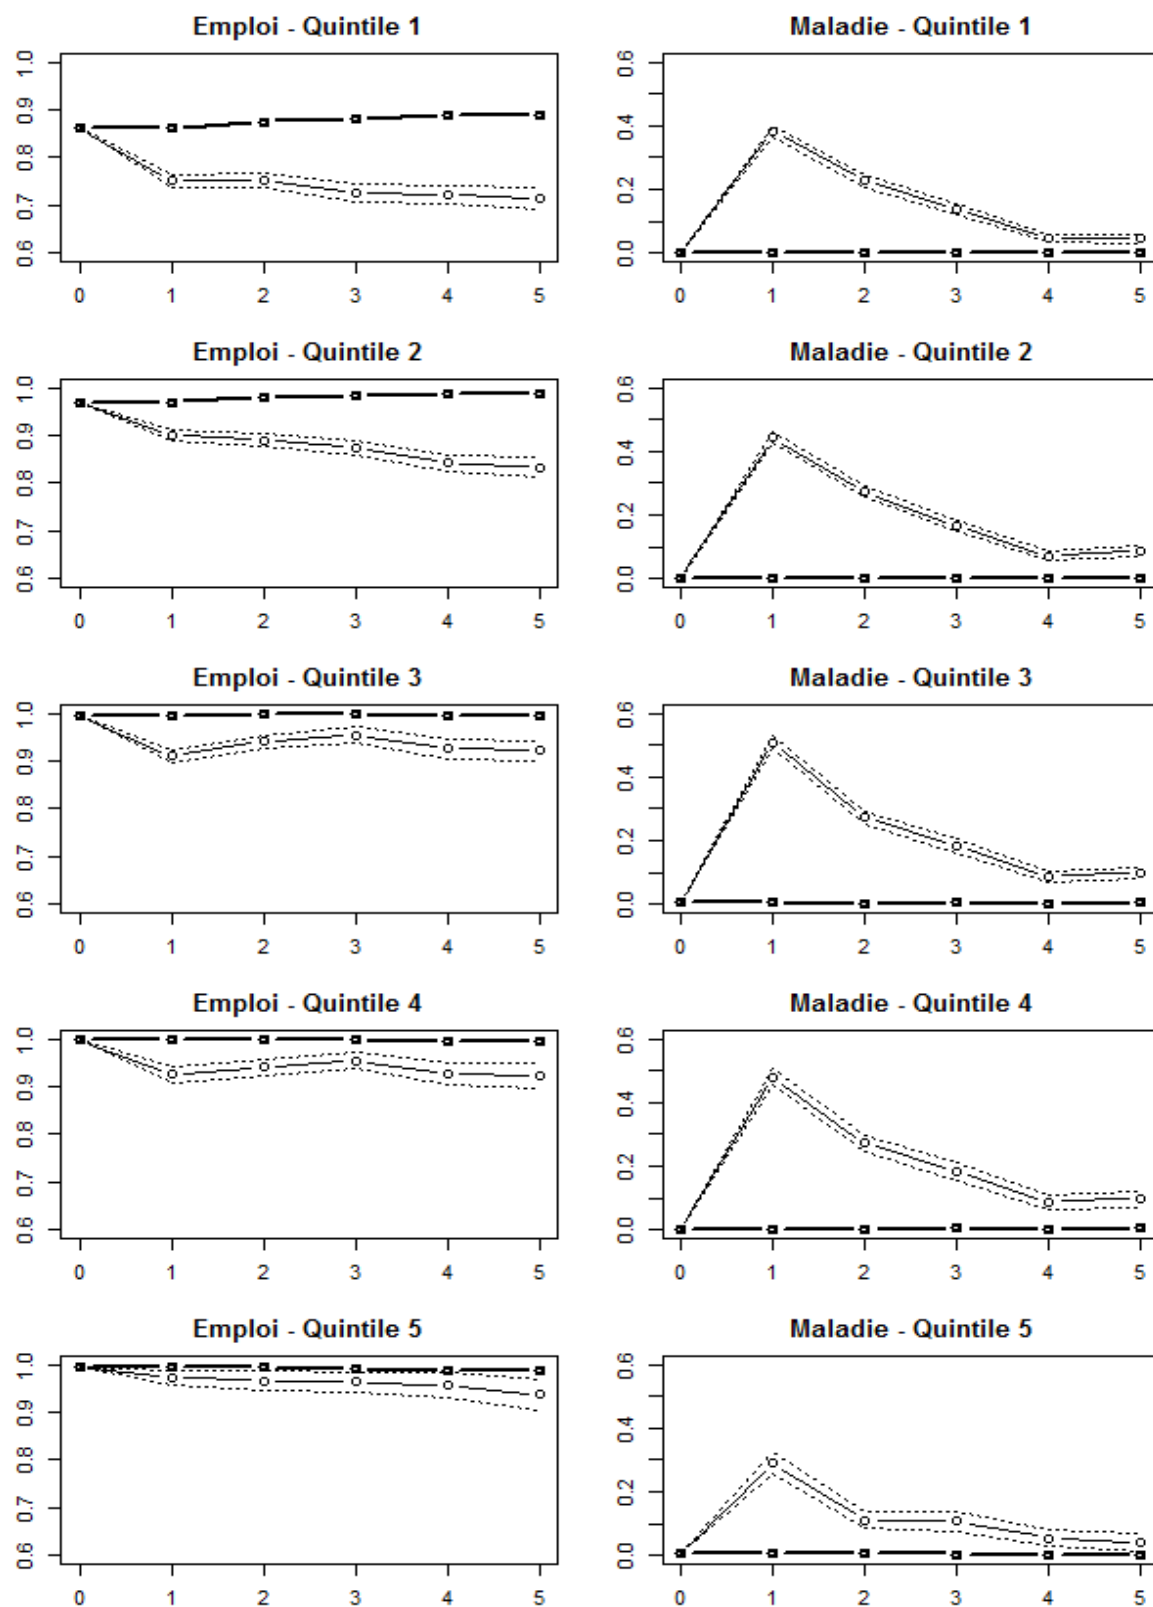 Emploi - Quintile 1
1.0
0.9
0.8
0.7
0.6
0 1 2 3 4 5
Maladie - Quintile 1
0.6
0.4
0.2
0.0
0 1 2 3 4 5
Emploi - Quintile 2
1.0
0.9
0.8
0.7
0.6
0 1 2 3 4 5
Maladie - Quintile 2
0.6
0.4
0.2
0.0
0 1 2 3 4 5
Emploi - Quintile 3
1.0
0.9
0.8
0.7
0.6
0 1 2 3 4 5
Maladie - Quintile 3
0.6
0.4
0.2
0.0
0 1 2 3 4 5
Emploi - Quintile 4
1.0
0.9
0.8
0.7
0.6
0 1 2 3 4 5
Maladie - Quintile 4
0.6
0.4
0.2
0.0
0 1 2 3 4 5
Emploi - Quintile 5
1.0
0.9
0.8
0.7
0.6
0 1 2 3 4 5
Maladie - Quintile 5
0.6
0.4
0.2
0.0
0 1 2 3 4 5